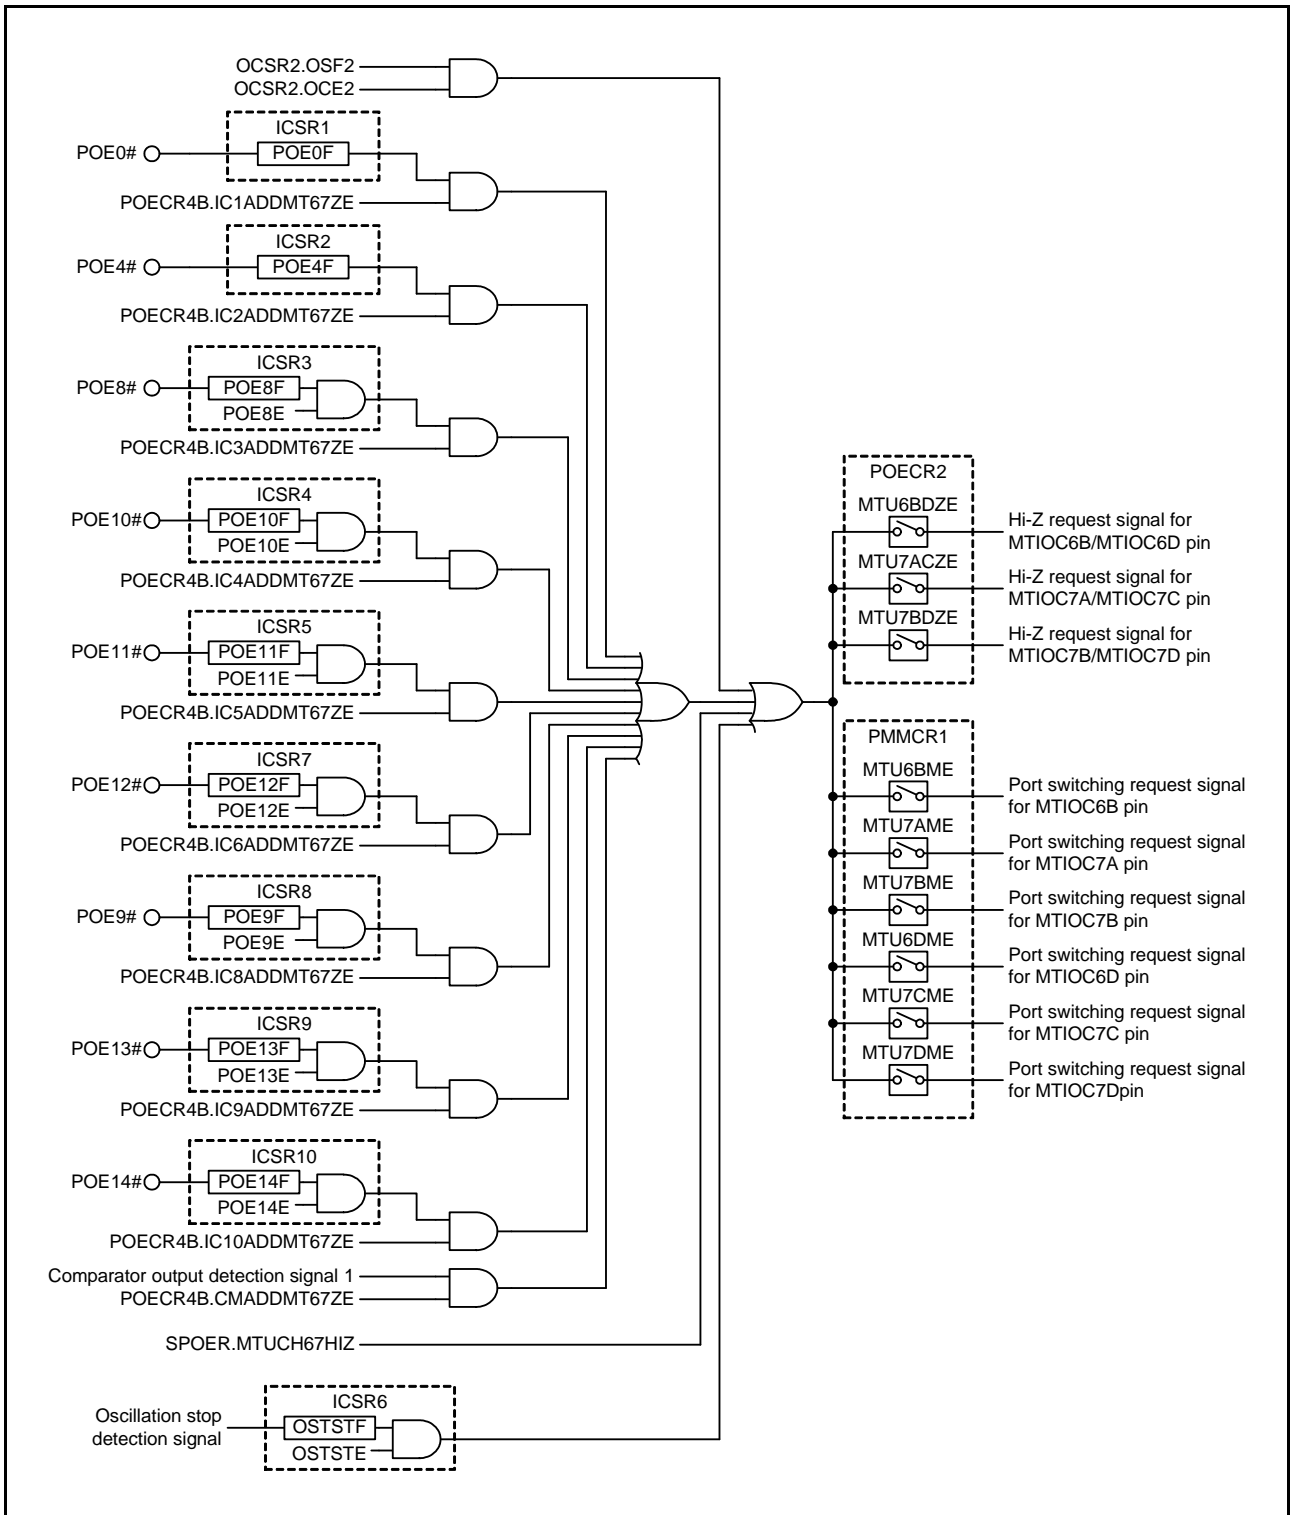 OCSR2.OSF2
OCSR2.OCE2
ICSR1
POE0#
POE0F
POECR4B.IC1ADDMT67ZE
ICSR2
POE4#
POE4F
POECR4B.IC2ADDMT67ZE
ICSR3
POE8#
POE8F
POE8E
POECR4B.IC3ADDMT67ZE
ICSR4
POE10#
POE10F
POE10E
POECR4B.IC4ADDMT67ZE
ICSR5
POE11#
POE11F
POE11E
POECR4B.IC5ADDMT67ZE
ICSR7
POE12#
POE12F
POE12E
POECR4B.IC6ADDMT67ZE
ICSR8
POE9#
POE9F
POE9E
POECR4B.IC8ADDMT67ZE
ICSR9
POE13#
POE13F
POE13E
POECR4B.IC9ADDMT67ZE
ICSR10
POE14#
POE14F
POE14E
POECR4B.IC10ADDMT67ZE
Comparator output detection signal 1
POECR4B.CMADDMT67ZE
SPOER.MTUCH67HIZ
ICSR6
Oscillation stop
detection signal
OSTSTF
OSTSTE
POECR2
MTU6BDZE
Hi-Z request signal for
MTIOC6B/MTIOC6D pin
MTU7ACZE
Hi-Z request signal for
MTIOC7A/MTIOC7C pin
MTU7BDZE
Hi-Z request signal for
MTIOC7B/MTIOC7D pin
PMMCR1
MTU6BME
Port switching request signal
for MTIOC6B pin
MTU7AME
Port switching request signal
for MTIOC7A pin
MTU7BME
Port switching request signal
for MTIOC7B pin
MTU6DME
Port switching request signal
for MTIOC6D pin
MTU7CME
Port switching request signal
for MTIOC7C pin
MTU7DME
Port switching request signal
for MTIOC7Dpin